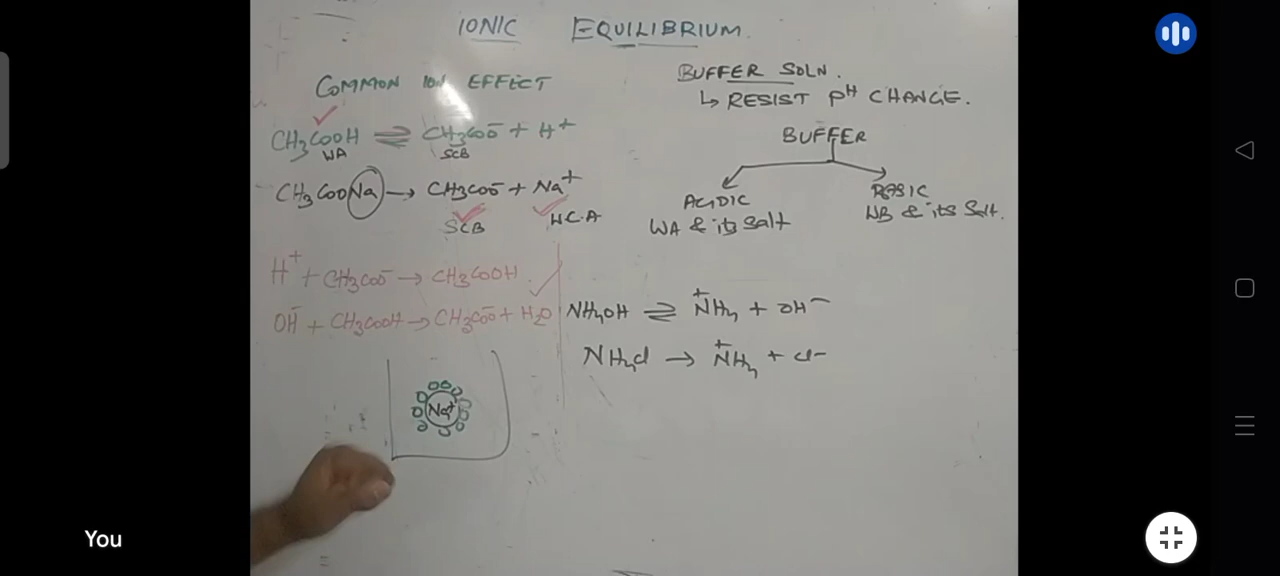 IONIC EQUILIBRIUM.
COMMON ION EFFECT
CH3COOH ⇌ CH3COO- + H+
WA SCB
CH3COONa → CH3COO- + Na+
SCB W.C.A
H+ + CH3COO- → CH3COOH
OH- + CH3COOH → CH3COO- + H2O
Na+
BUFFER SOLN.
↳ RESIST PH CHANGE.
BUFFER
ACIDIC
WA & its salt
BASIC
WB & its Salt.
NH4OH ⇌ +NH4 + OH-
NH4Cl → +NH4 + Cl-
You